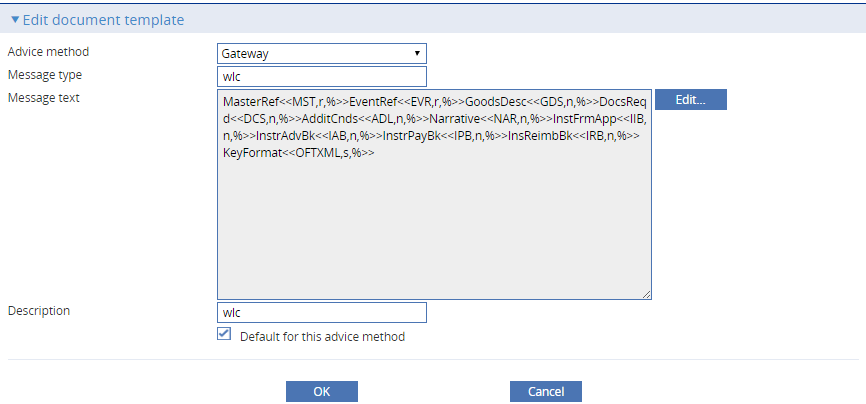 Edit document template
Advice method
Gateway
Message type
wlc
Message text
MasterRef<<MST,r,%>>EventRef<<EVR,r,%>>GoodsDesc<<GDS,n,%>>DocsReq
d<<DCS,n,%>>AdditCnds<<ADL,n,%>>Narrative<<NAR,n,%>>InstFrmApp<<IIB,
n,%>>InstrAdvBk<<IAB,n,%>>InstrPayBk<<IPB,n,%>>InsReimbBk<<IRB,n,%>>
KeyFormat<<OFTXML,s,%>>
Edit...
Description
wlc
Default for this advice method
OK
Cancel